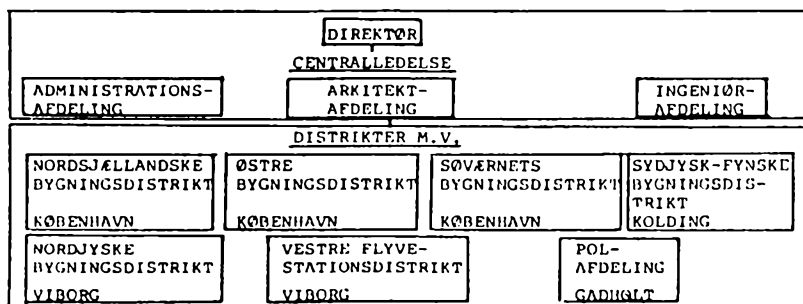 DIREKTØR
CENTRALLEDELSE
ADMINISTRATIONS-
AFDELING
ARKITEKT-
AFDELING
INGENIØR-
AFDELING
DISTRIKTER M.V.
NORDSJÆLLANDSKE
BYGNINGSDISTRIKT
KØBENHAVN
ØSTRE
BYGNINGSDISTRIKT
KØBENHAVN
SØVÆRNETS
BYGNINGSDISTRIKT
KØBENHAVN
SYDJYSK-FYNSKE
BYGNINGSDIS-
TRIKT
KOLDING
NORDJYSKE
BYGNINGSDISTRIKT
VIBORG
VESTRE FLYVE-
STATIONSDISTRIKT
VIBORG
POL-
AFDELING
GADHOLT